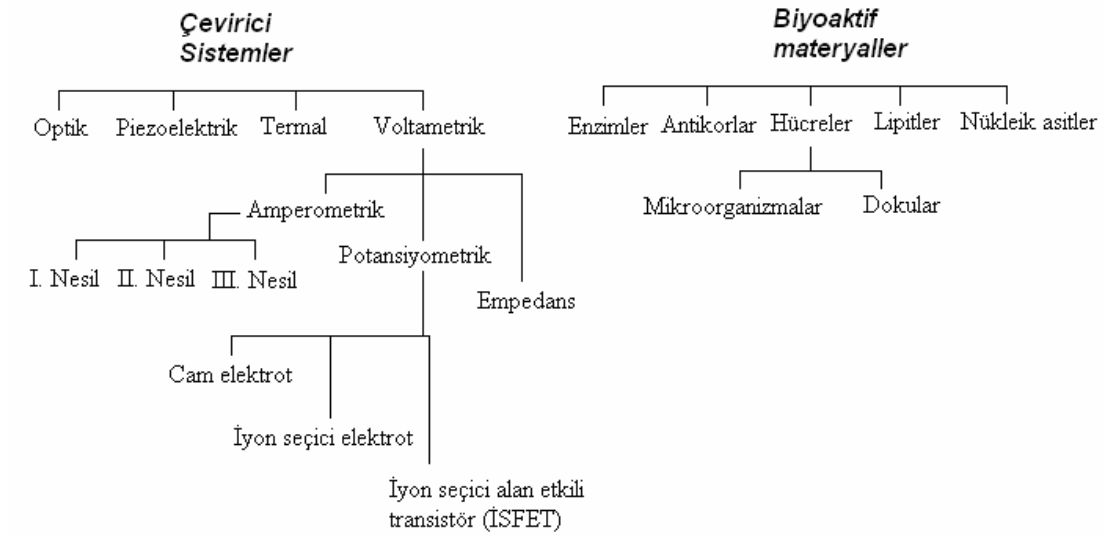 Çevirici
Sistemler
Optik Piezoelektrik Termal Voltametrik
Amperometrik
I. Nesil II. Nesil III. Nesil
Potansiyometrik
Empedans
Cam elektrot
İyon seçici elektrot
İyon seçici alan etkili
transistör (İSFET)
Biyoaktif
materyaller
Enzimler Antikorlar Hücreler Lipitler Nükleik asitler
Mikroorganizmalar Dokular